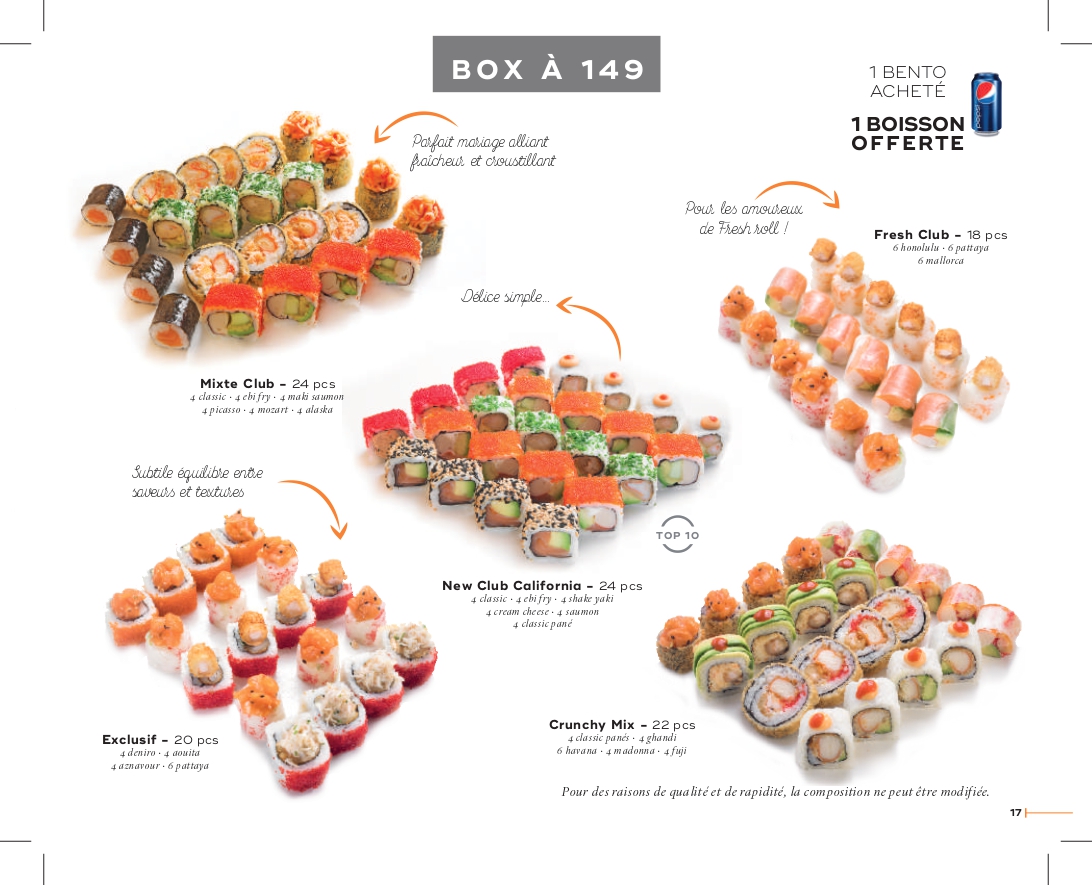 BOX À 149
1 BENTO
ACHETÉ
1 BOISSON
OFFERTE
pepsi
Parfait mariage alliant
fraîcheur et croustillant
Pour les amoureux
de Fresh roll !
Fresh Club – 18 pcs
6 honolulu · 6 pattaya
6 mallorca
Délice simple...
Mixte Club – 24 pcs
4 classic · 4 ebi fry · 4 maki saumon
4 picasso · 4 mozart · 4 alaska
Subtile équilibre entre
saveurs et textures
TOP 10
New Club California – 24 pcs
4 classic · 4 ebi fry · 4 shake yaki
4 cream cheese · 4 saumon
4 classic pané
Exclusif – 20 pcs
4 deniro · 4 aouita
4 aznavour · 6 pattaya
Crunchy Mix – 22 pcs
4 classic panés · 4 ghandi
6 havana · 4 madonna · 4 fuji
Pour des raisons de qualité et de rapidité, la composition ne peut être modifiée.
17